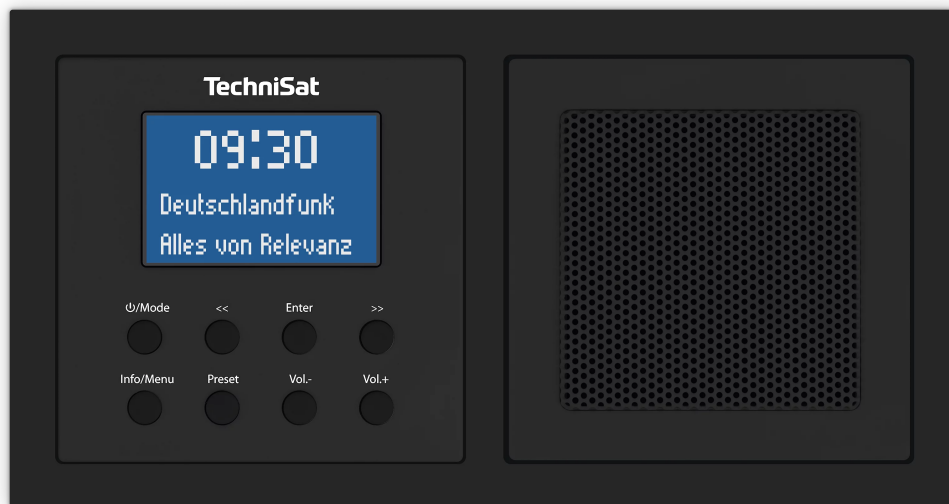 TechniSat
09:30
Deutschlandfunk
Alles von Relevanz
⏻/Mode << Enter >>
Info/Menu Preset Vol.- Vol.+